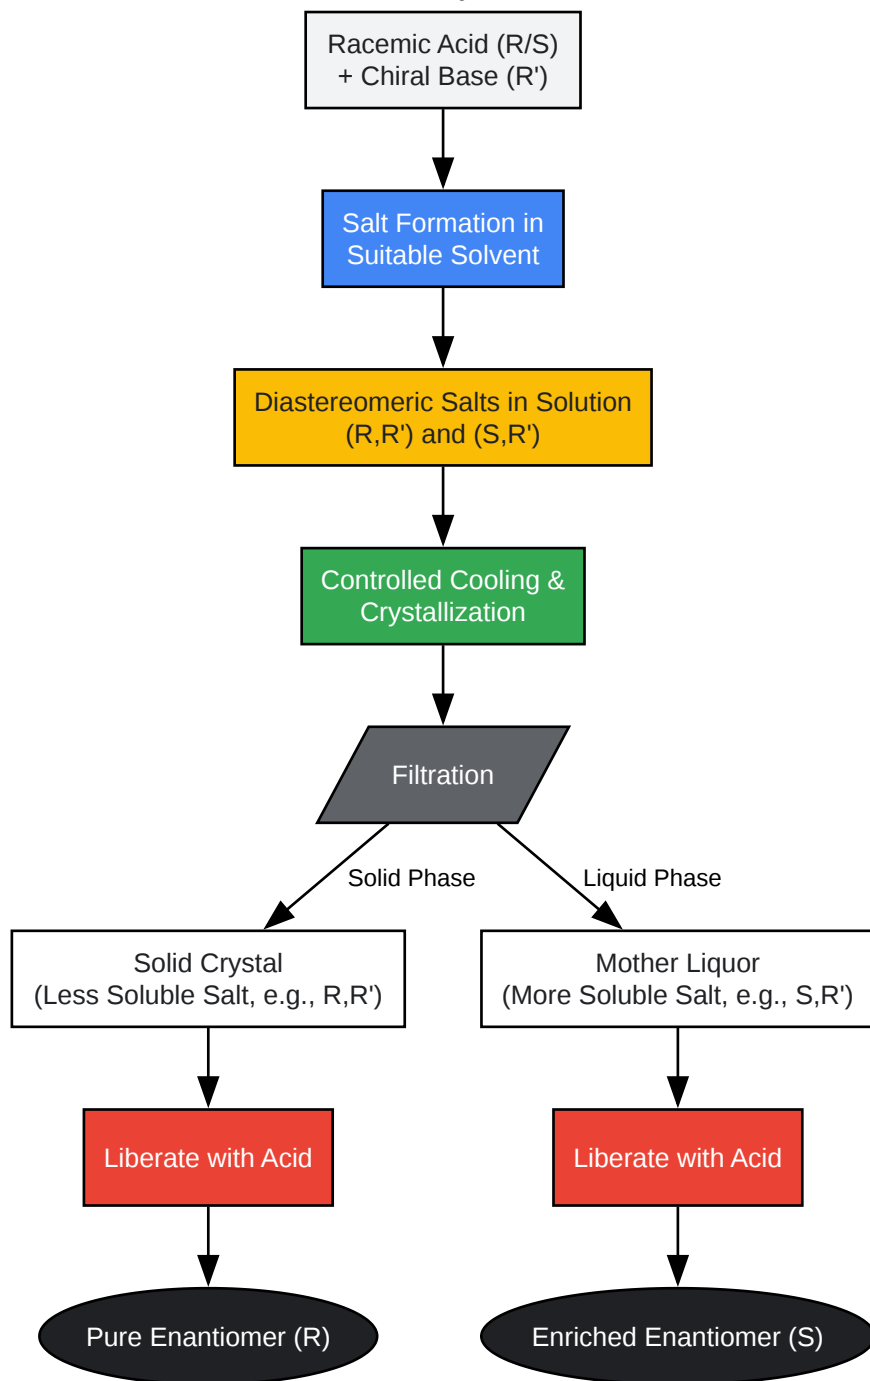 Racemic Acid (R/S)
+ Chiral Base (R')
Salt Formation in
Suitable Solvent
Diastereomeric Salts in Solution
(R,R') and (S,R')
Controlled Cooling &
Crystallization
Filtration
Solid Phase
Liquid Phase
Solid Crystal
(Less Soluble Salt, e.g., R,R')
Mother Liquor
(More Soluble Salt, e.g., S,R')
Liberate with Acid
Liberate with Acid
Pure Enantiomer (R)
Enriched Enantiomer (S)